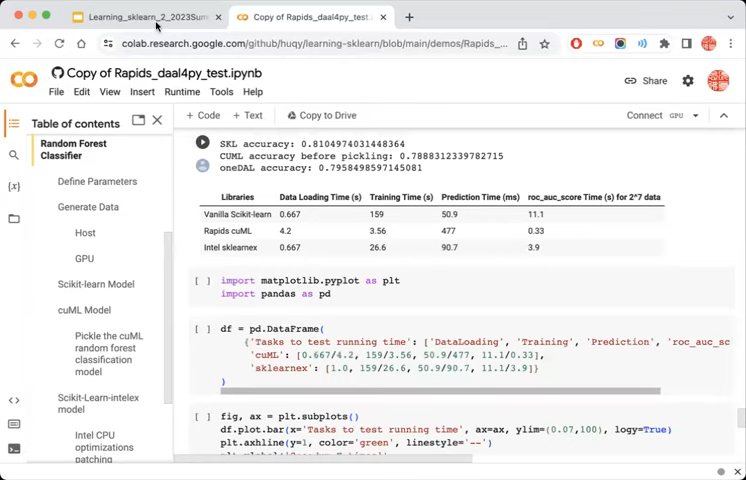 Learning_sklearn_2_2023Sum
Copy of Rapids_daal4py_test.i
colab.research.google.com/github/huqy/learning-sklearn/blob/main/demos/Rapids_...
CO
Copy of Rapids_daal4py_test.ipynb
File Edit View Insert Runtime Tools Help
Share
Table of contents
+ Code + Text Copy to Drive
Connect GPU
Random Forest
Classifier
Define Parameters
Generate Data
Host
GPU
Scikit-learn Model
cuML Model
Pickle the cuML
random forest
classification
model
Scikit-Learn-intelex
model
Intel CPU
optimizations
patching
{x}
SKL accuracy: 0.8104974031448364
CUML accuracy before pickling: 0.7888312339782715
oneDAL accuracy: 0.7958498597145081
Libraries Data Loading Time (s) Training Time (s) Prediction Time (ms) roc_auc_score Time (s) for 2^7 data
Vanilla Scikit-learn 0.667 159 50.9 11.1
Rapids cuML 4.2 3.56 477 0.33
Intel sklearnex 0.667 26.6 90.7 3.9
[ ] import matplotlib.pyplot as plt
import pandas as pd
[ ] df = pd.DataFrame(
{'Tasks to test running time': ['DataLoading', 'Training', 'Prediction', 'roc_auc_sc
'cuML': [0.667/4.2, 159/3.56, 50.9/477, 11.1/0.33],
'sklearnex': [1.0, 159/26.6, 50.9/90.7, 11.1/3.9]}
)
[ ] fig, ax = plt.subplots()
df.plot.bar(x='Tasks to test running time', ax=ax, ylim=(0.07,100), logy=True)
plt.axhline(y=1, color='green', linestyle='--')